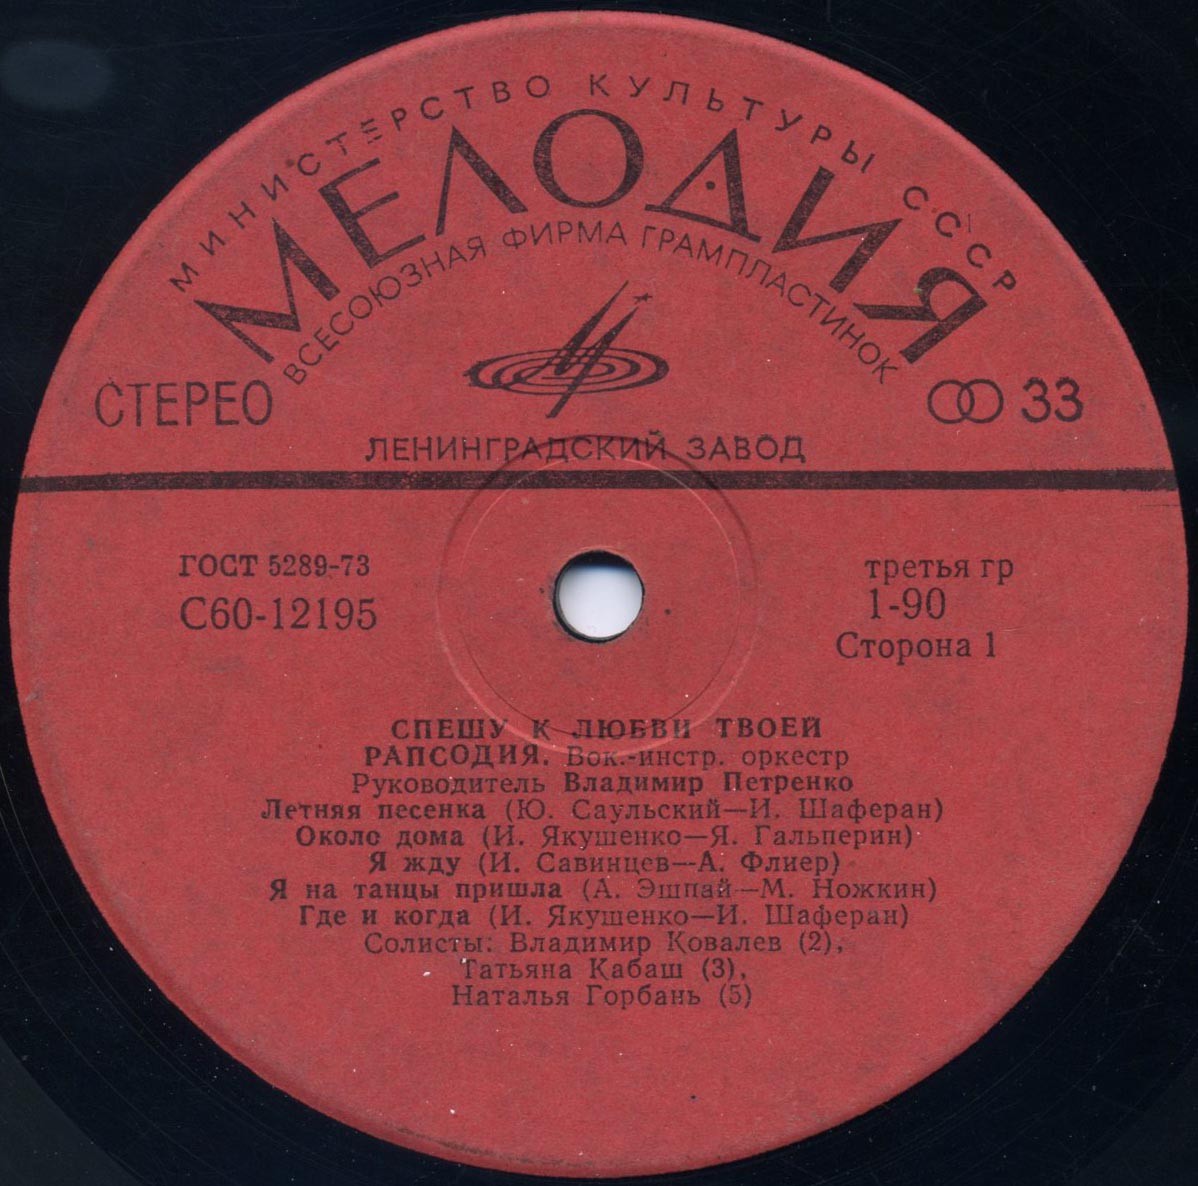 МИНИСТЕРСТВО КУЛЬТУРЫ СССР
МЕЛОДИЯ
ВСЕСОЮЗНАЯ ФИРМА ГРАМПЛАСТИНОК
СТЕРЕО
33
ЛЕНИНГРАДСКИЙ ЗАВОД
ГОСТ 5289-73
С60-12195
третья гр
1-90
Сторона 1
СПЕШУ К ЛЮБВИ ТВОЕЙ
РАПСОДИЯ. Вок.-инстр. оркестр
Руководитель Владимир Петренко
Летняя песенка (Ю. Саульский—И. Шаферан)
Около дома (И. Якушенко—Я. Гальперин)
Я жду (И. Савинцев—А. Флиер)
Я на танцы пришла (А. Эшпай—М. Ножкин)
Где и когда (И. Якушенко—И. Шаферан)
Солисты: Владимир Ковалев (2),
Татьяна Кабаш (3),
Наталья Горбань (5)